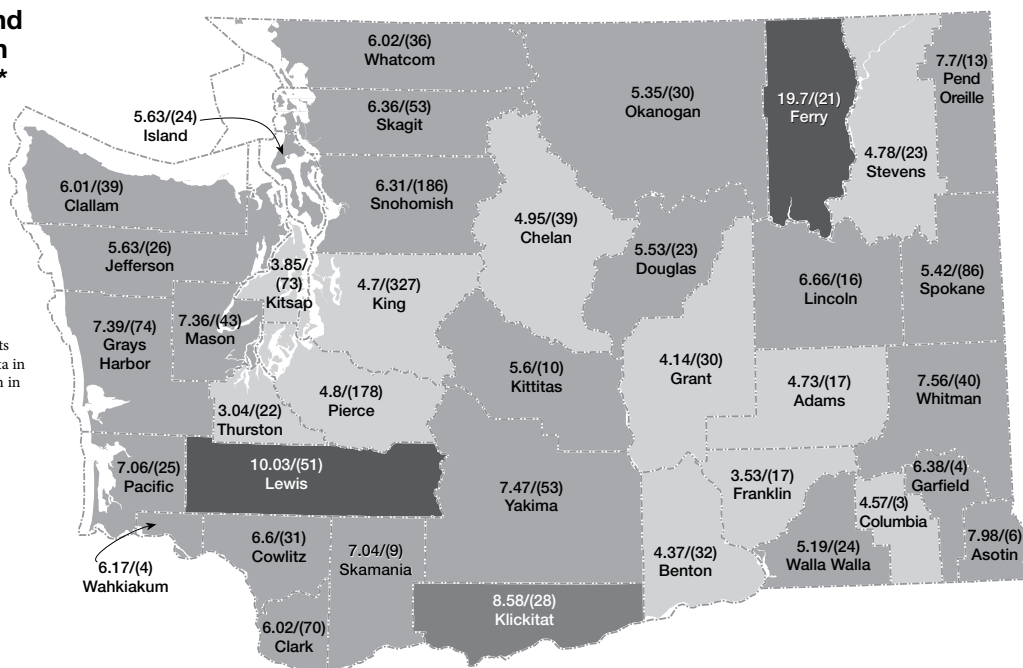 nd
n
*
ts
ta in
n in
6.02/(36)
Whatcom
6.36/(53)
Skagit
5.63/(24)
Island
6.31/(186)
Snohomish
6.01/(39)
Clallam
5.63/(26)
Jefferson
3.85/
(73)
Kitsap
4.7/(327)
King
7.39/(74)
Grays
Harbor
7.36/(43)
Mason
4.8/(178)
Pierce
3.04/(22)
Thurston
7.06/(25)
Pacific
10.03/(51)
Lewis
6.17/(4)
Wahkiakum
6.6/(31)
Cowlitz
7.04/(9)
Skamania
6.02/(70)
Clark
5.35/(30)
Okanogan
4.95/(39)
Chelan
5.53/(23)
Douglas
5.6/(10)
Kittitas
4.14/(30)
Grant
7.47/(53)
Yakima
8.58/(28)
Klickitat
4.37/(32)
Benton
19.7/(21)
Ferry
4.78/(23)
Stevens
7.7/(13)
Pend
Oreille
6.66/(16)
Lincoln
5.42/(86)
Spokane
4.73/(17)
Adams
7.56/(40)
Whitman
3.53/(17)
Franklin
5.19/(24)
Walla Walla
4.57/(3)
Columbia
6.38/(4)
Garfield
7.98/(6)
Asotin